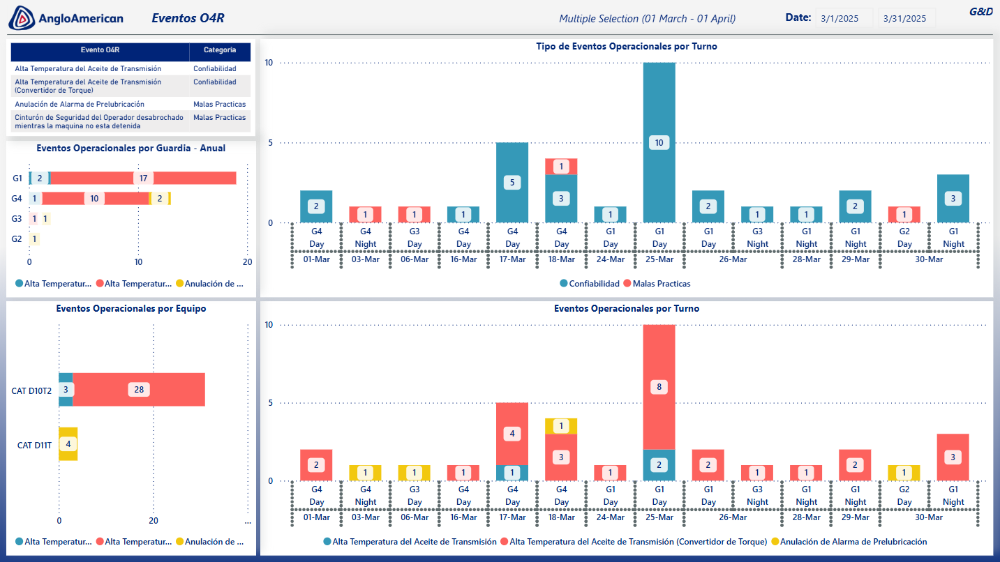 AngloAmerican
Eventos O4R
Multiple Selection (01 March - 01 April)
Date:
3/1/2025
3/31/2025
G&D
Evento O4R Categoria
Alta Temperatura del Aceite de Transmisión Confiabilidad
Alta Temperatura del Aceite de Transmisión Confiabilidad
(Convertidor de Torque)
Anulación de Alarma de Prelubricación Malas Practicas
Cinturón de Seguridad del Operador desabrochado Malas Practicas
mientras la maquina no esta detenida
Eventos Operacionales por Guardia - Anual
G1 2 17
G4 1 10 2
G3 1 1
G2 1
0 10 20
Alta Temperatur... Alta Temperatur... Anulación de ...
Tipo de Eventos Operacionales por Turno
10
5
0
2 1 1 1 5 3 1 1 10 2 1 1 2 1 3
G4 G4 G3 G4 G4 G4 G1 G1 G1 G3 G1 G1 G2 G1
Day Night Day Day Day Day Day Day Day Night Night Night Day Night
01-Mar 03-Mar 06-Mar 16-Mar 17-Mar 18-Mar 24-Mar 25-Mar 26-Mar 28-Mar 29-Mar 30-Mar
Confiabilidad Malas Practicas
Eventos Operacionales por Equipo
CAT D10T2 3 28
CAT D11T 4
0 20 ...
Alta Temperatur... Alta Temperatur... Anulación de ...
Eventos Operacionales por Turno
10
5
0
2 1 1 1 4 1 1 3 1 8 2 2 1 1 2 1 3
G4 G4 G3 G4 G4 G4 G1 G1 G1 G3 G1 G1 G2 G1
Day Night Day Day Day Day Day Day Day Night Night Night Day Night
01-Mar 03-Mar 06-Mar 16-Mar 17-Mar 18-Mar 24-Mar 25-Mar 26-Mar 28-Mar 29-Mar 30-Mar
Alta Temperatura del Aceite de Transmisión Alta Temperatura del Aceite de Transmisión (Convertidor de Torque) Anulación de Alarma de Prelubricación